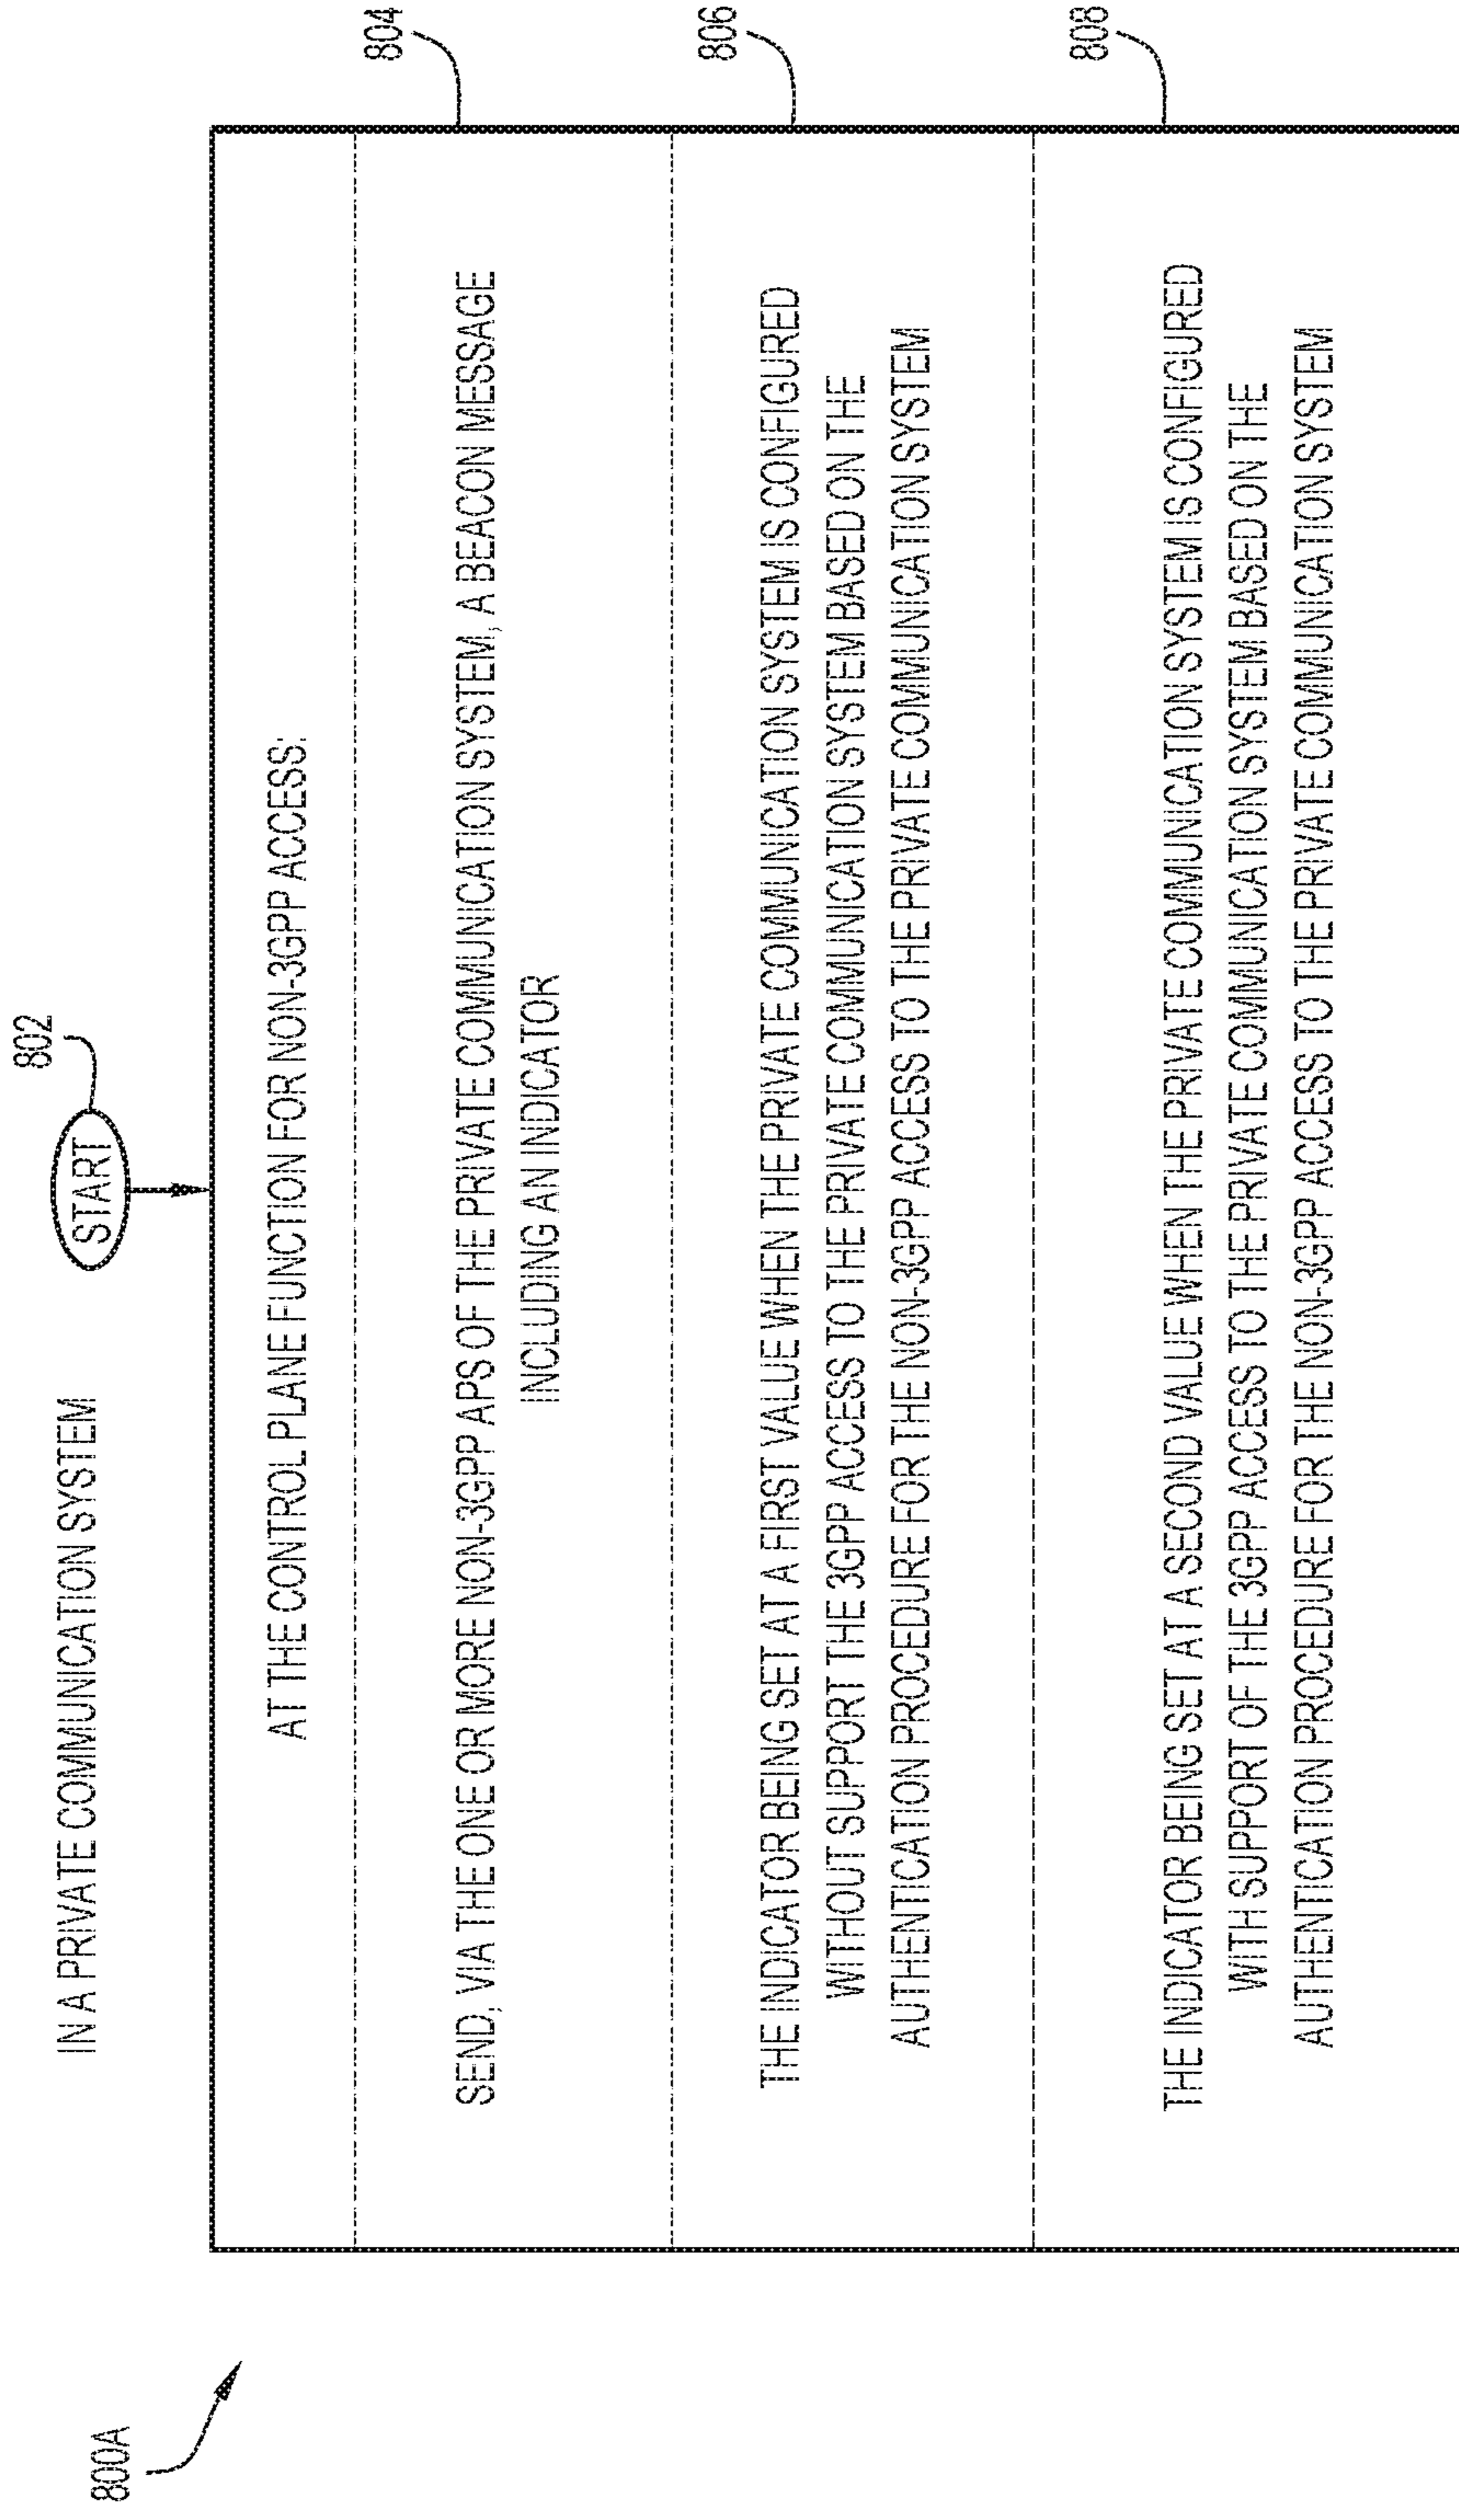 800A
IN A PRIVATE COMMUNICATION SYSTEM
START
802
AT THE CONTROL PLANE FUNCTION FOR NON-3GPP ACCESS:
804
SEND, VIA THE ONE OR MORE NON-3GPP APS OF THE PRIVATE COMMUNICATION SYSTEM, A BEACON MESSAGE
INCLUDING AN INDICATOR
806
THE INDICATOR BEING SET AT A FIRST VALUE WHEN THE PRIVATE COMMUNICATION SYSTEM IS CONFIGURED
WITHOUT SUPPORT THE 3GPP ACCESS TO THE PRIVATE COMMUNICATION SYSTEM BASED ON THE
AUTHENTICATION PROCEDURE FOR THE NON-3GPP ACCESS TO THE PRIVATE COMMUNICATION SYSTEM
808
THE INDICATOR BEING SET AT A SECOND VALUE WHEN THE PRIVATE COMMUNICATION SYSTEM IS CONFIGURED
WITH SUPPORT OF THE 3GPP ACCESS TO THE PRIVATE COMMUNICATION SYSTEM BASED ON THE
AUTHENTICATION PROCEDURE FOR THE NON-3GPP ACCESS TO THE PRIVATE COMMUNICATION SYSTEM